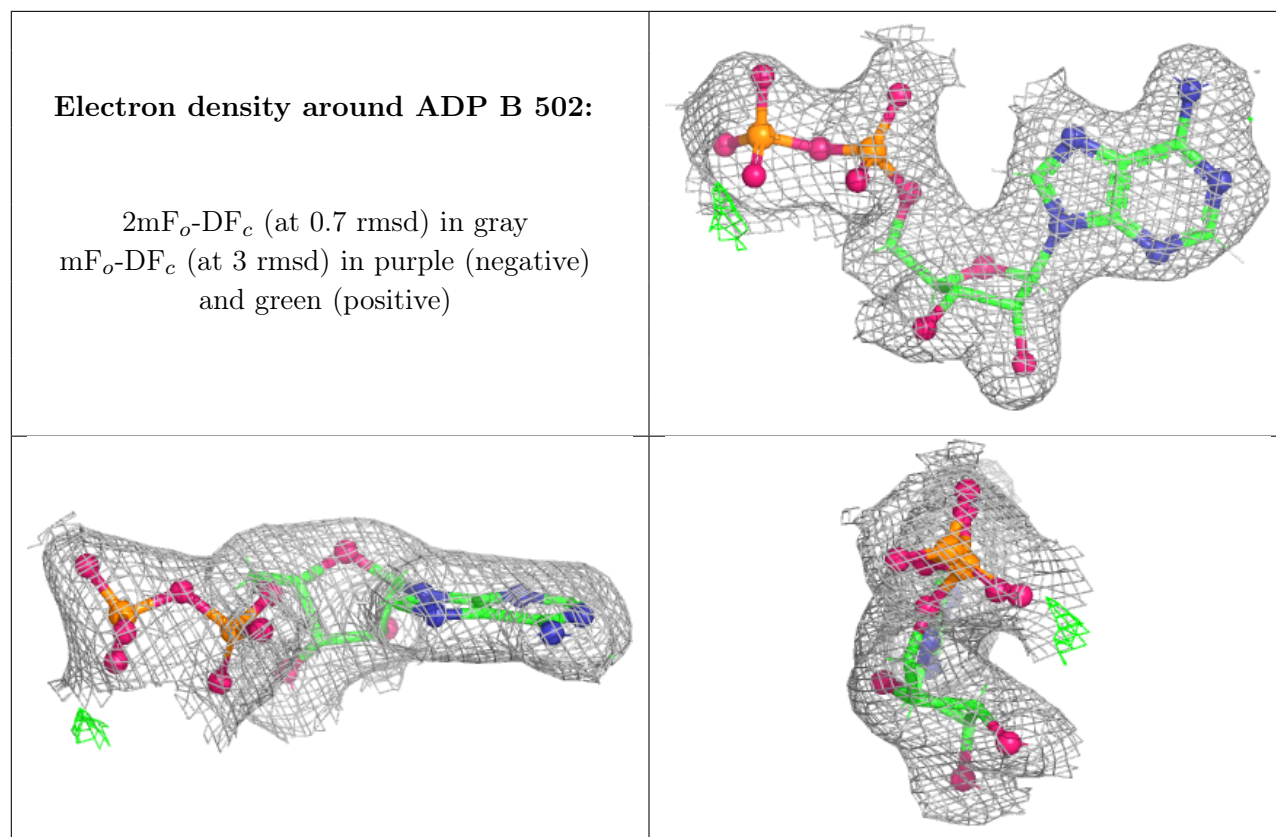 Electron density around ADP B 502:
2mFo-DFc (at 0.7 rmsd) in gray
mFo-DFc (at 3 rmsd) in purple (negative)
and green (positive)